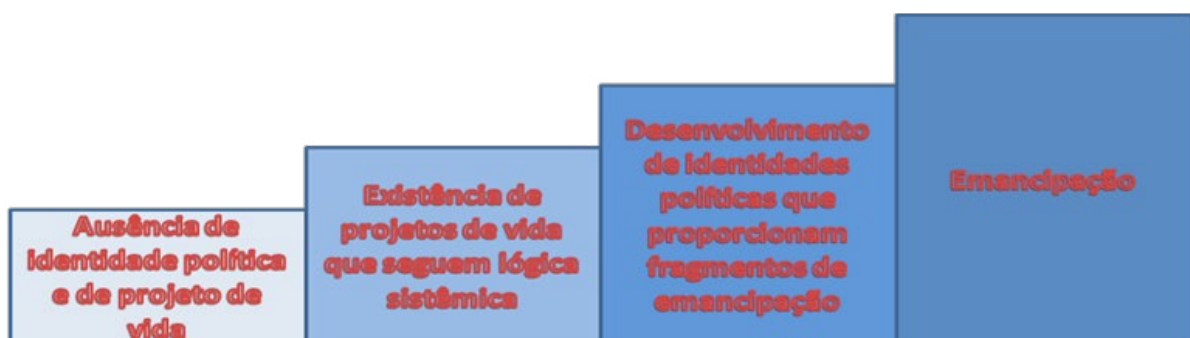 Ausência de
identidade política
e de projeto de
vida
Existência de
projetos de vida
que seguem lógica
sistêmica
Desenvolvimento
de identidades
políticas que
proporcionam
fragmentos de
emancipação
Emancipação